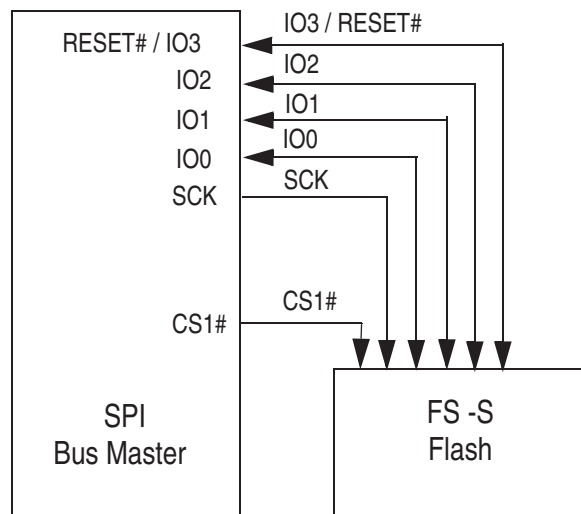 RESET# / IO3
IO3 / RESET#
IO2
IO2
IO1
IO1
IO0
IO0
SCK
SCK
CS1#
CS1#
SPI
Bus Master
FS -S
Flash